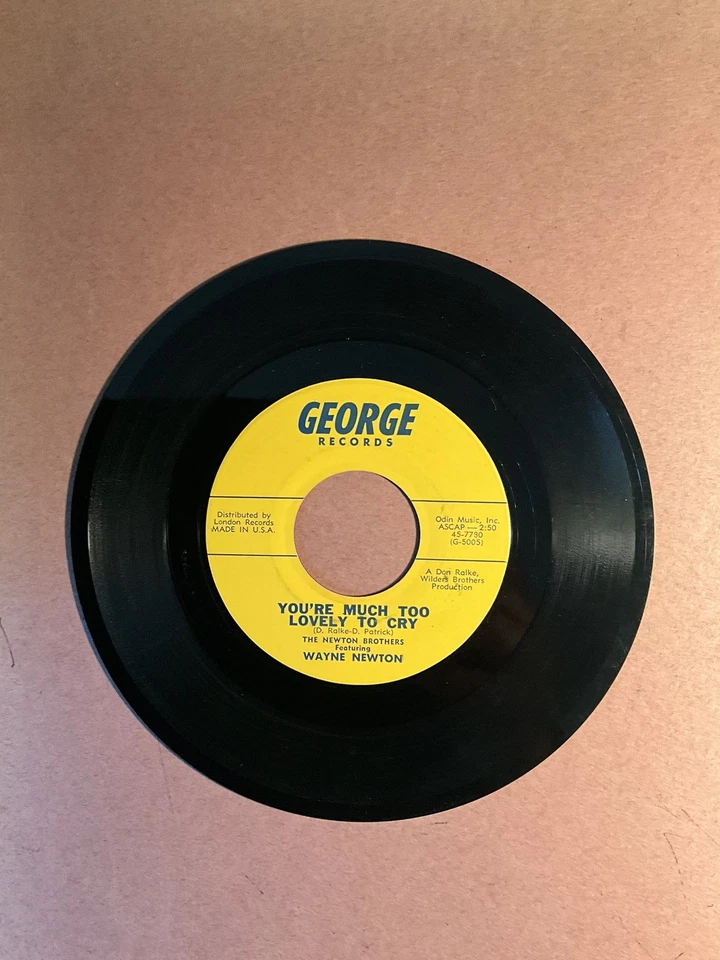 GEORGE
RECORDS
Distributed by
London Records
MADE IN U.S.A.
Odin Music, Inc.
ASCAP — 2:50
45-7780
(G-5005)
A Don Ralke,
Wilder Brothers
Production
YOU'RE MUCH TOO
LOVELY TO CRY
(D. Ralke-D. Patrick)
THE NEWTON BROTHERS
Featuring
WAYNE NEWTON